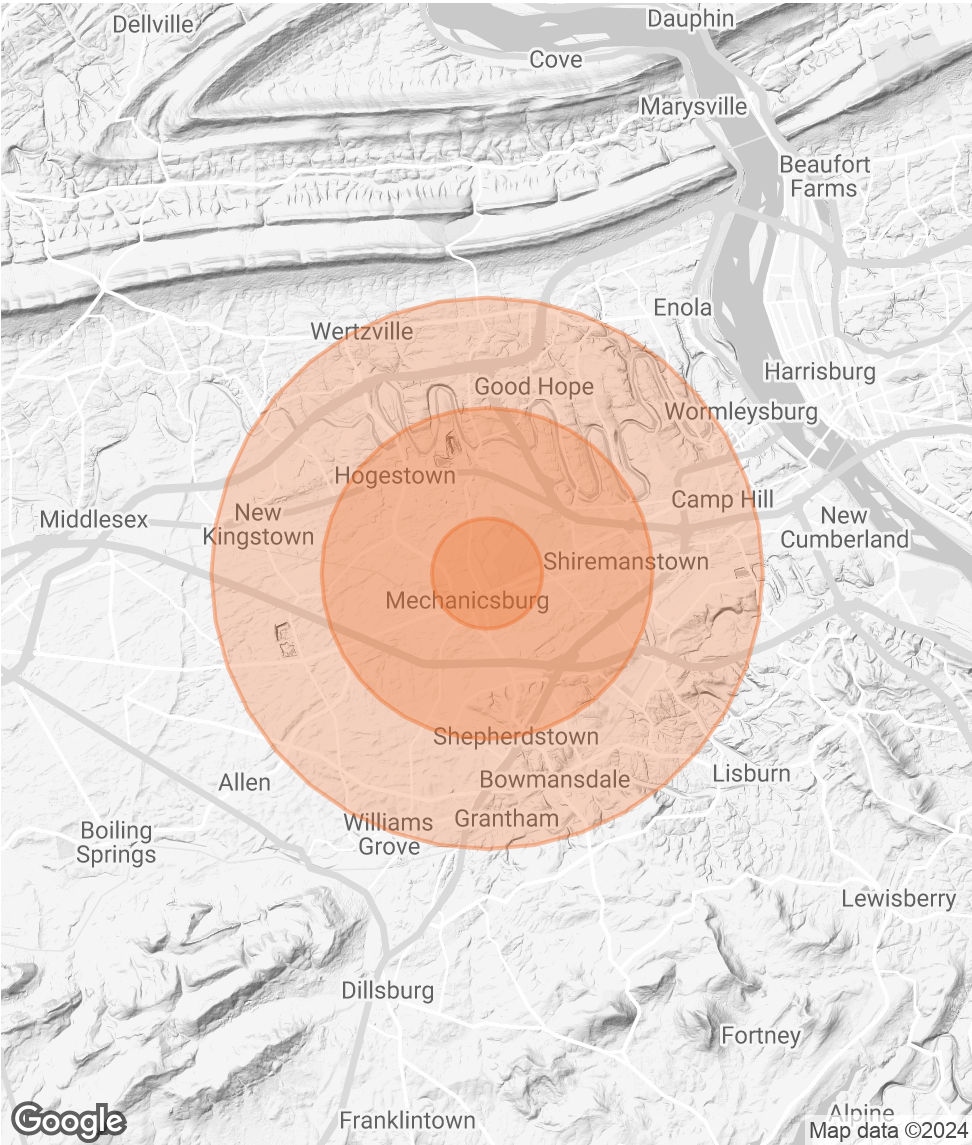 Dellville
Dauphin
Cove
Marysville
Beaufort
Farms
Enola
Wertzville
Harrisburg
Good Hope
Wormleysburg
Hogestown
Camp Hill
New
Kingstown
Middlesex
New
Cumberland
Shiremanstown
Mechanicsburg
Shepherdstown
Bowmansdale
Lisburn
Allen
Grantham
Williams
Grove
Boiling
Springs
Lewisberry
Dillsburg
Fortney
Franklintown
Alpine
Google
Map data ©2024